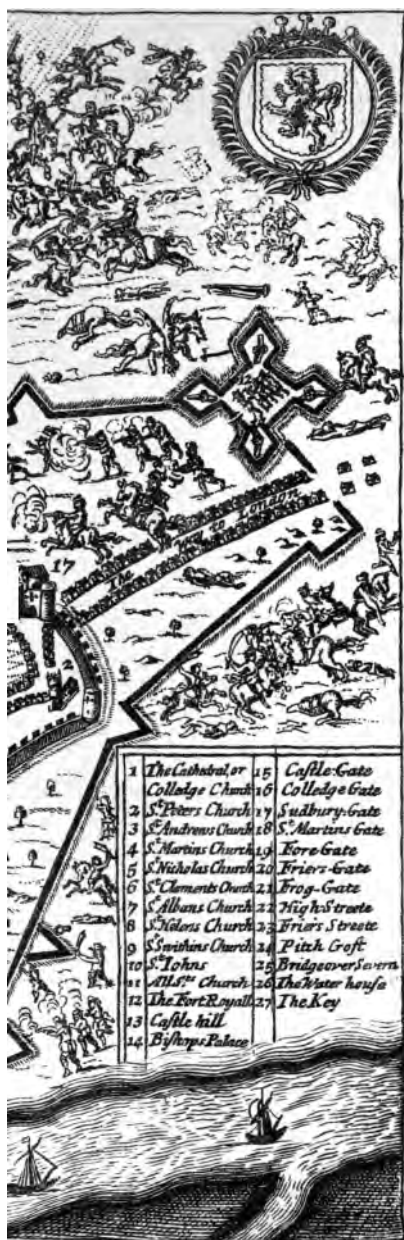 The way to London
17
2
1 The Cathedral, or
Colledge Church
2 St Peters Church
3 St Andrews Church
4 St Martins Church
5 St Nicholas Church
6 St Clements Church
7 St Albans Church
8 St Helens Church
9 St Swithins Church
10 St Iohns
11 All Sts Church
12 The Fort Royall
13 Castle hill
14 Bishops Palace
15 Castle-Gate
16 Colledge Gate
17 Sudbury-Gate
18 St Martins Gate
19 Fore-Gate
20 Friers-Gate
21 Frog-Gate
22 High Streete
23 Friers Streete
24 Pitch Croft
25 Bridge over Severn
26 The Water house
27 The Key